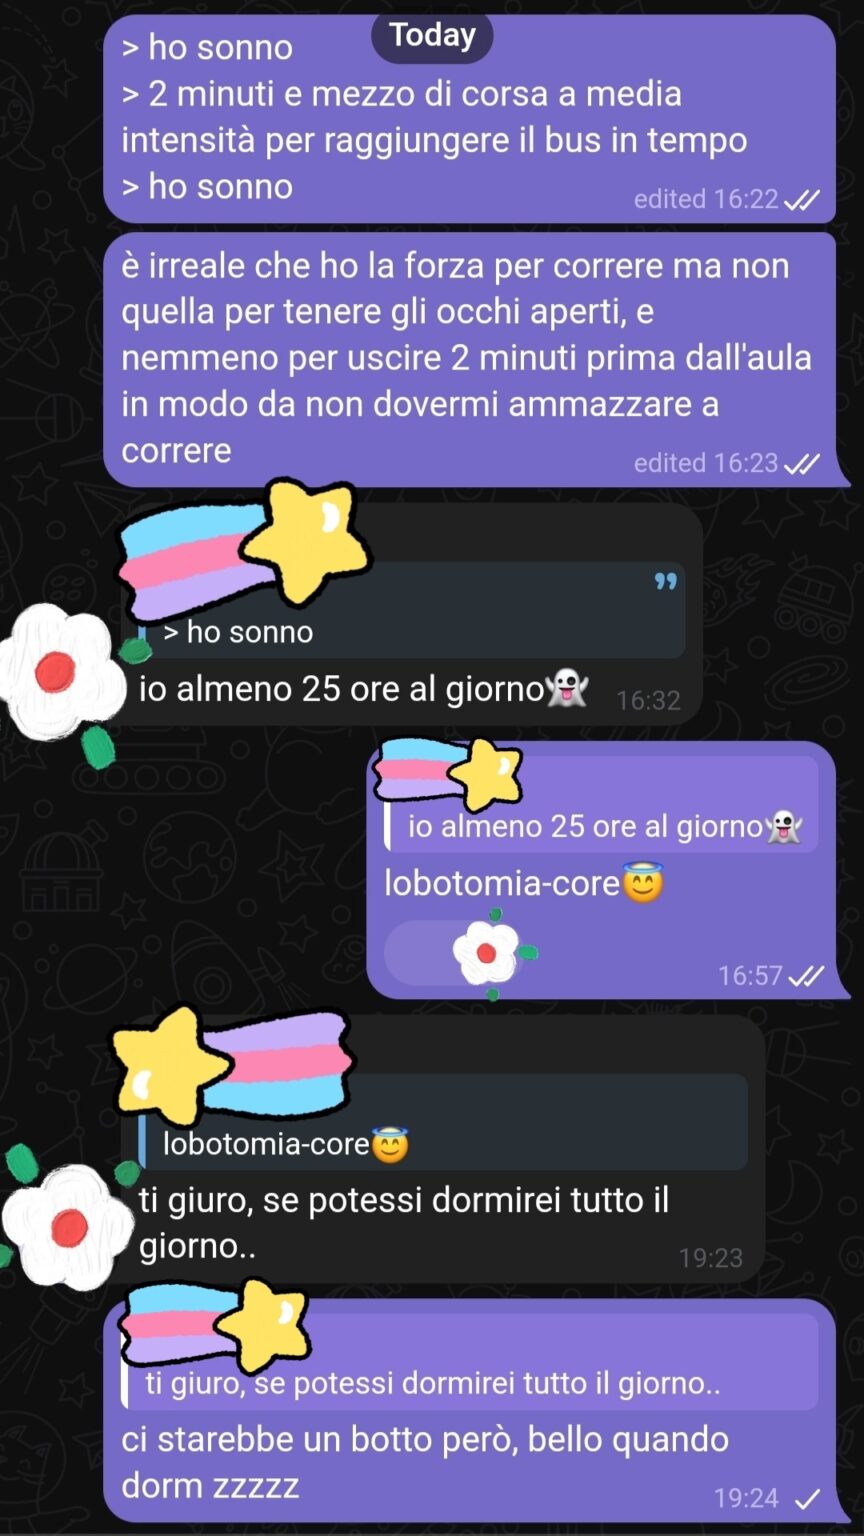 Today
> ho sonno
> 2 minuti e mezzo di corsa a media
intensità per raggiungere il bus in tempo
> ho sonno
edited 16:22
è irreale che ho la forza per correre ma non
quella per tenere gli occhi aperti, e
nemmeno per uscire 2 minuti prima dall'aula
in modo da non dovermi ammazzare a
correre
edited 16:23
> ho sonno
io almeno 25 ore al giorno👻
16:32
io almeno 25 ore al giorno👻
lobotomia-core😇
16:57
lobotomia-core😇
ti giuro, se potessi dormirei tutto il
giorno..
19:23
ti giuro, se potessi dormirei tutto il giorno..
ci starebbe un botto però, bello quando
dorm zzzzz
19:24